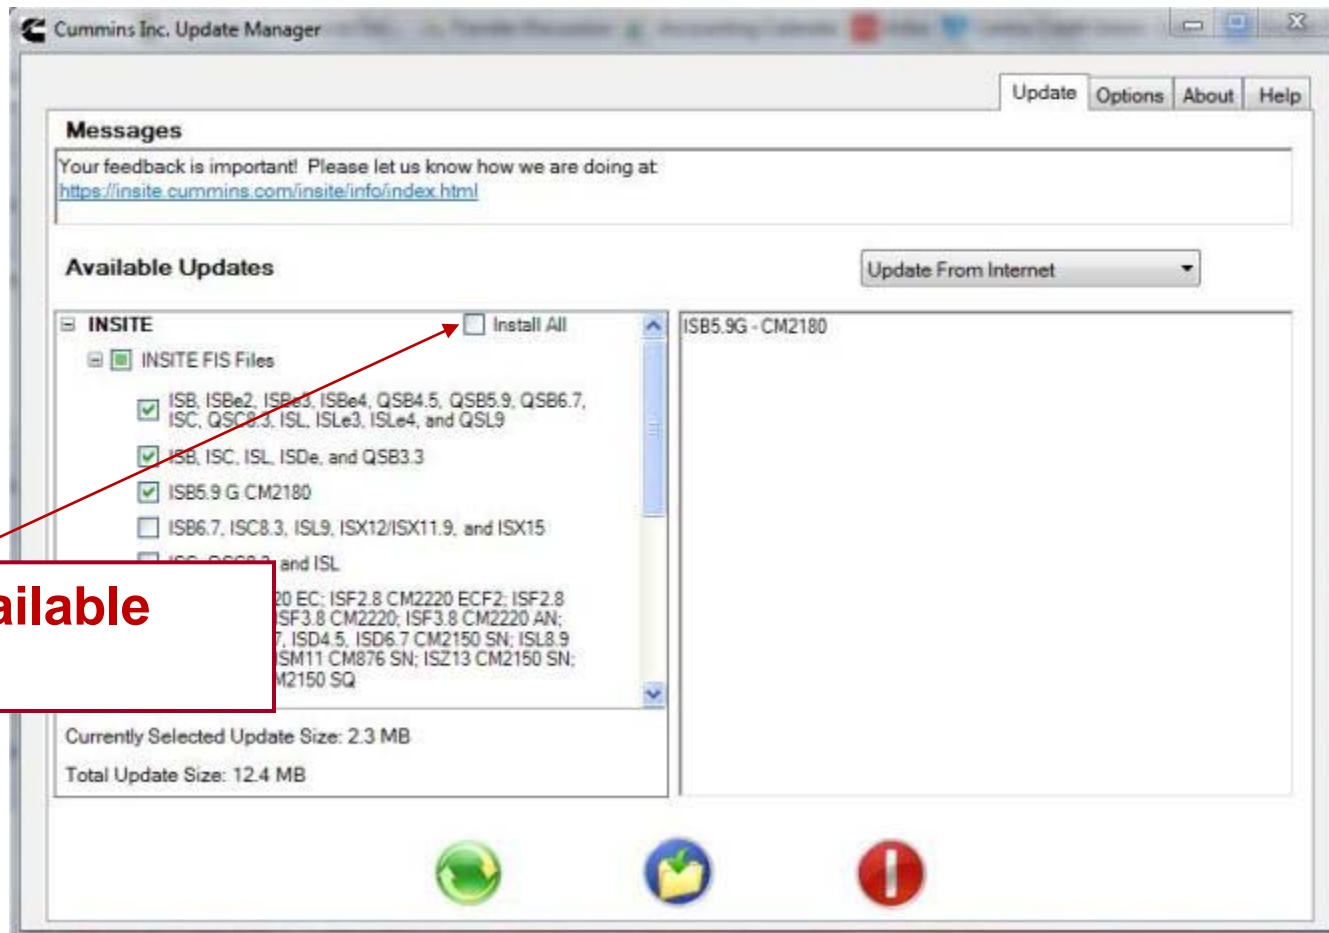 Cummins Inc. Update Manager
Update Options About Help
Messages
Your feedback is important! Please let us know how we are doing at:
https://insite.cummins.com/insite/info/index.html
Available Updates
Update From Internet
INSITE
Install All
INSITE FIS Files
ISB, ISBe2, ISBe3, ISBe4, QSB4.5, QSB5.9, QSB6.7,
ISC, QSC8.3, ISL, ISLe3, ISLe4, and QSL9
ISB, ISC, ISL, ISDe, and QSB3.3
ISB5.9 G CM2180
ISB6.7, ISC8.3, ISL9, ISX12/ISX11.9, and ISX15
and ISL
20 EC; ISF2.8 CM2220 ECF2; ISF2.8
ISF3.8 CM2220; ISF3.8 CM2220 AN;
7, ISD4.5, ISD6.7 CM2150 SN; ISL8.9
ISM11 CM876 SN; ISZ13 CM2150 SN;
M2150 SQ
ailable
Currently Selected Update Size: 2.3 MB
Total Update Size: 12.4 MB
ISB5.9G - CM2180